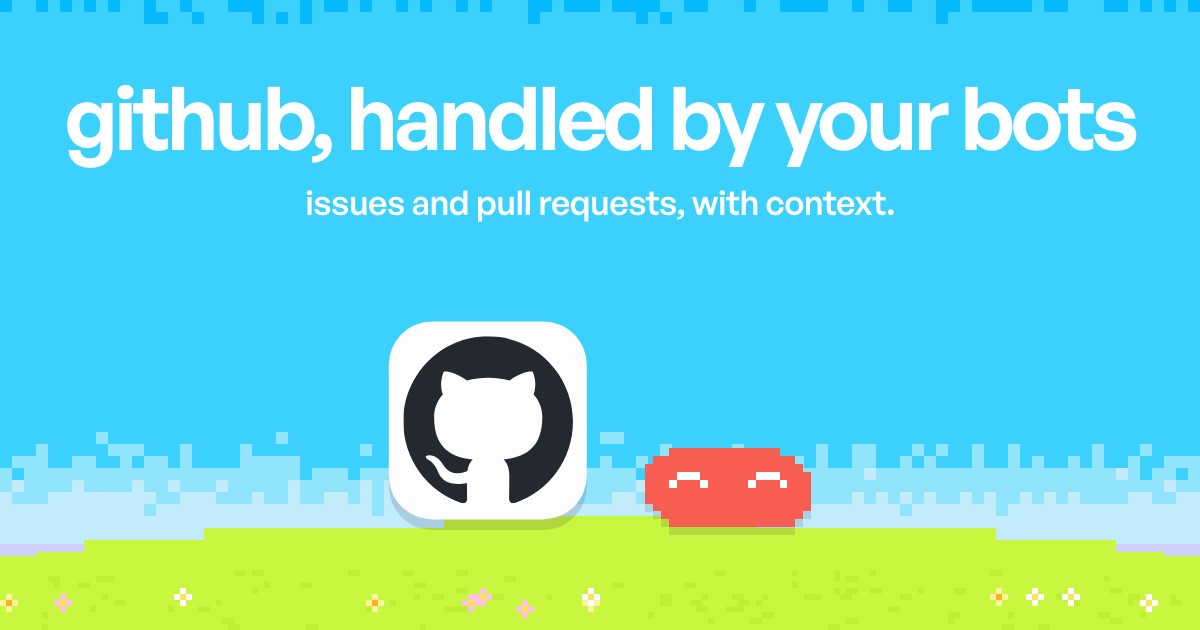 github, handled by your bots
issues and pull requests, with context.